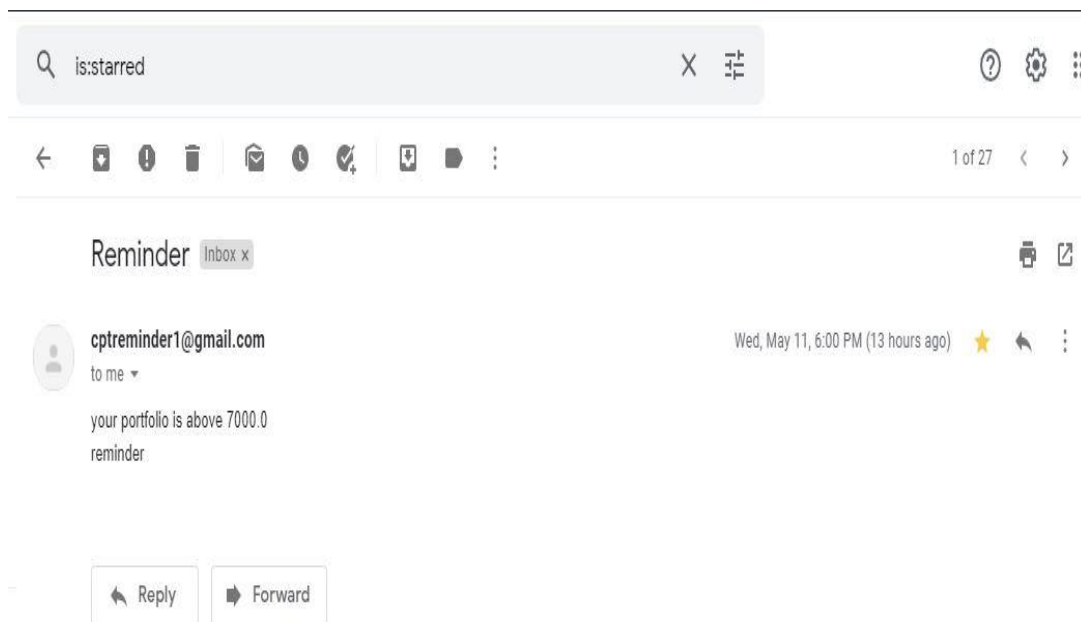 is:starred
1 of 27
Reminder Inbox x
cptreminder1@gmail.com
Wed, May 11, 6:00 PM (13 hours ago)
to me
your portfolio is above 7000.0
reminder
Reply
Forward